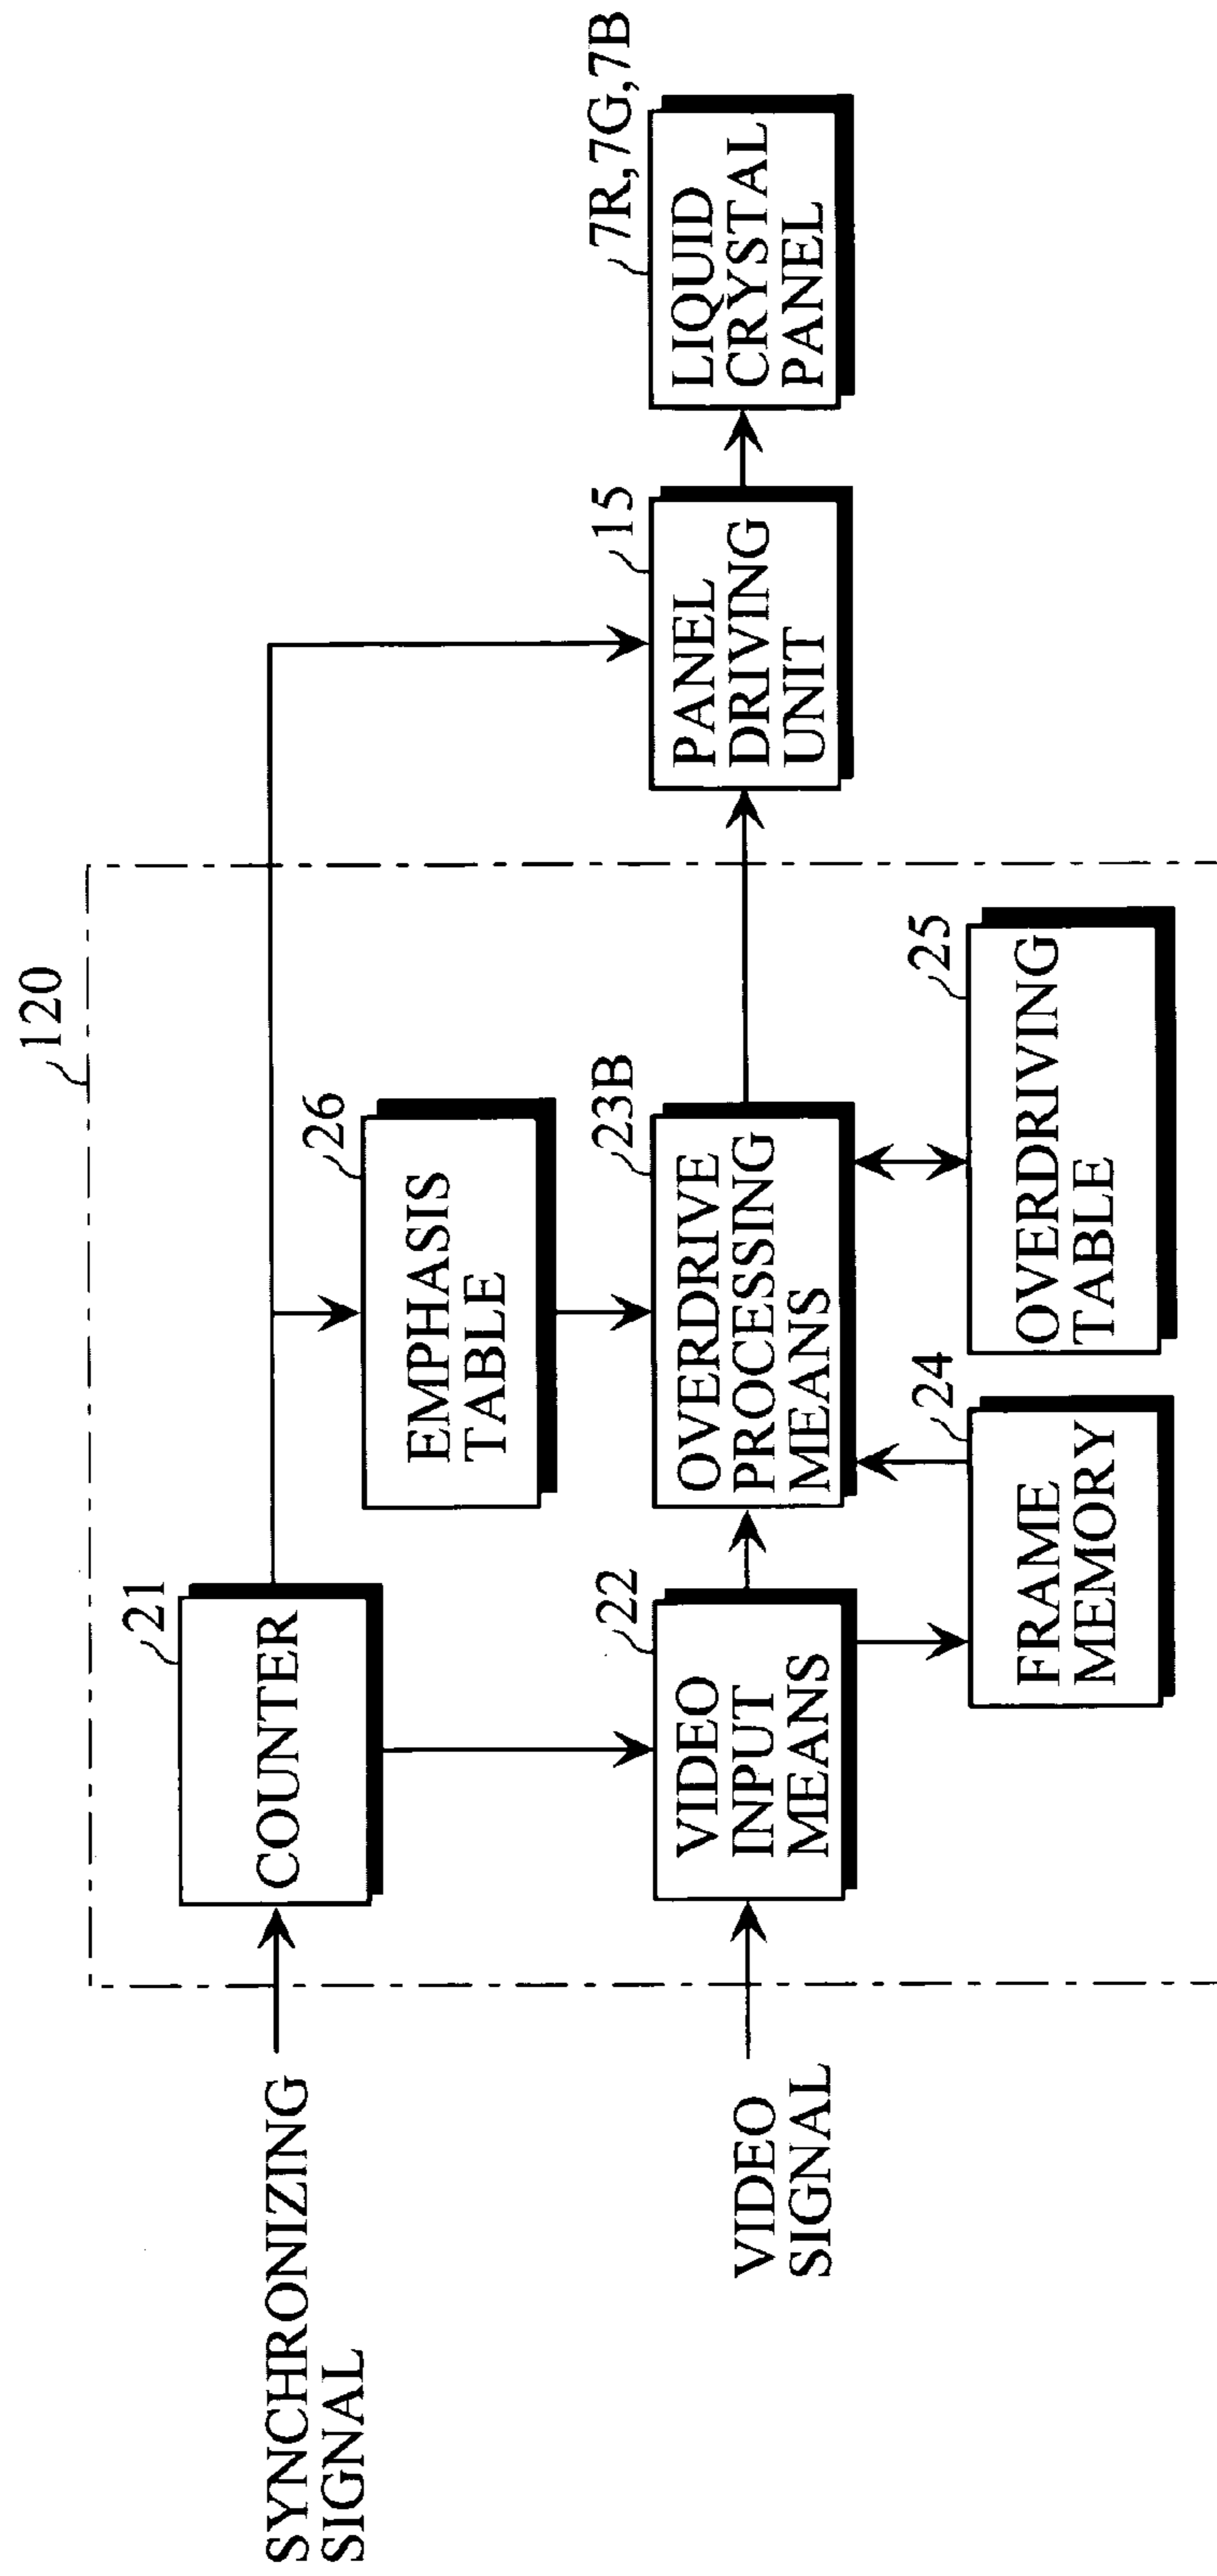 120
21
COUNTER
SYNCHRONIZING
SIGNAL
26
EMPHASIS
TABLE
22
VIDEO
INPUT
MEANS
VIDEO
SIGNAL
23B
OVERDRIVE
PROCESSING
MEANS
15
PANEL
DRIVING
UNIT
7R,7G,7B
LIQUID
CRYSTAL
PANEL
24
FRAME
MEMORY
25
OVERDRIVING
TABLE